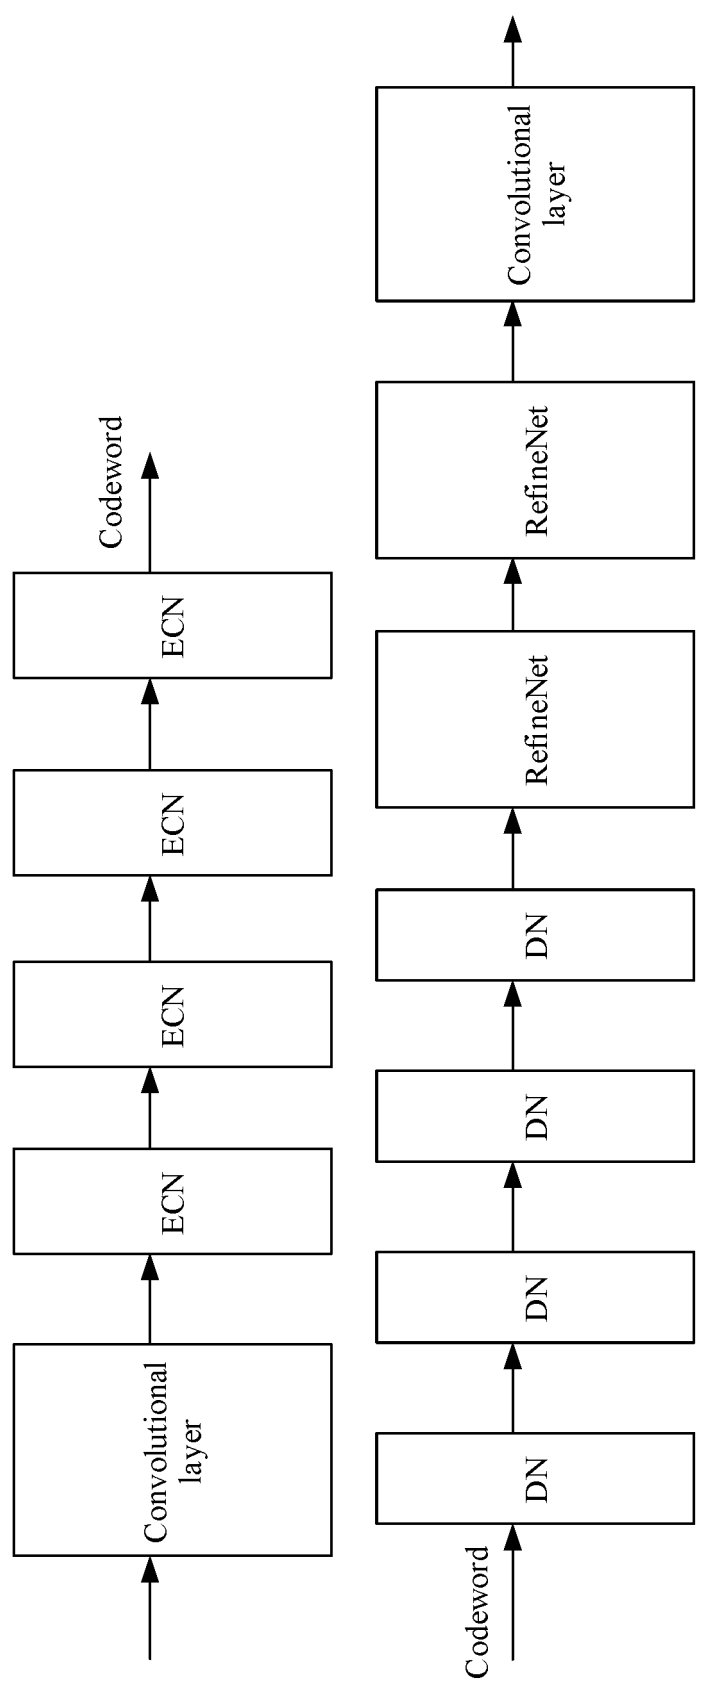 Convolutional
layer
ECN
ECN
ECN
ECN
Codeword
Codeword
DN
DN
DN
DN
RefineNet
RefineNet
Convolutional
layer